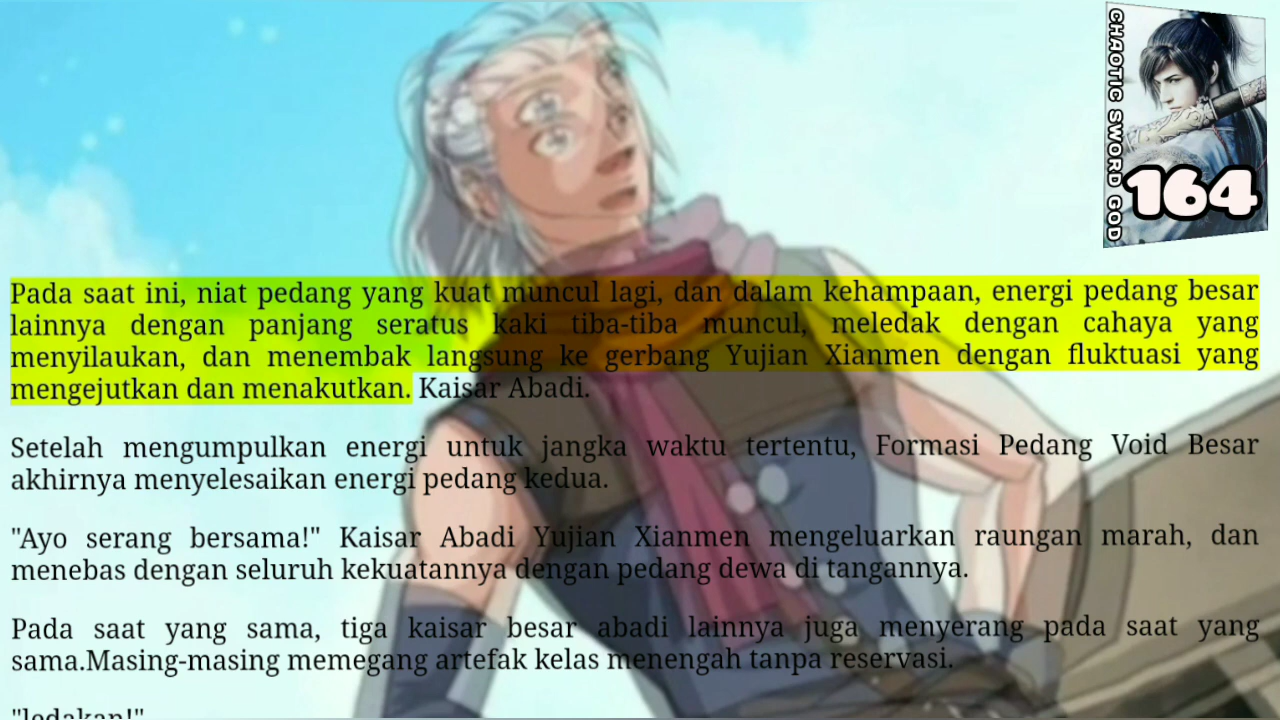 CHAOTIC SWORD GOD
164
Pada saat ini, niat pedang yang kuat muncul lagi, dan dalam kehampaan, energi pedang besar
lainnya dengan panjang seratus kaki tiba-tiba muncul, meledak dengan cahaya yang
menyilaukan, dan menembak langsung ke gerbang Yujian Xianmen dengan fluktuasi yang
mengejutkan dan menakutkan. Kaisar Abadi.
Setelah mengumpulkan energi untuk jangka waktu tertentu, Formasi Pedang Void Besar
akhirnya menyelesaikan energi pedang kedua.
"Ayo serang bersama!" Kaisar Abadi Yujian Xianmen mengeluarkan raungan marah, dan
menebas dengan seluruh kekuatannya dengan pedang dewa di tangannya.
Pada saat yang sama, tiga kaisar besar abadi lainnya juga menyerang pada saat yang
sama.Masing-masing memegang artefak kelas menengah tanpa reservasi.
"ledakan!"